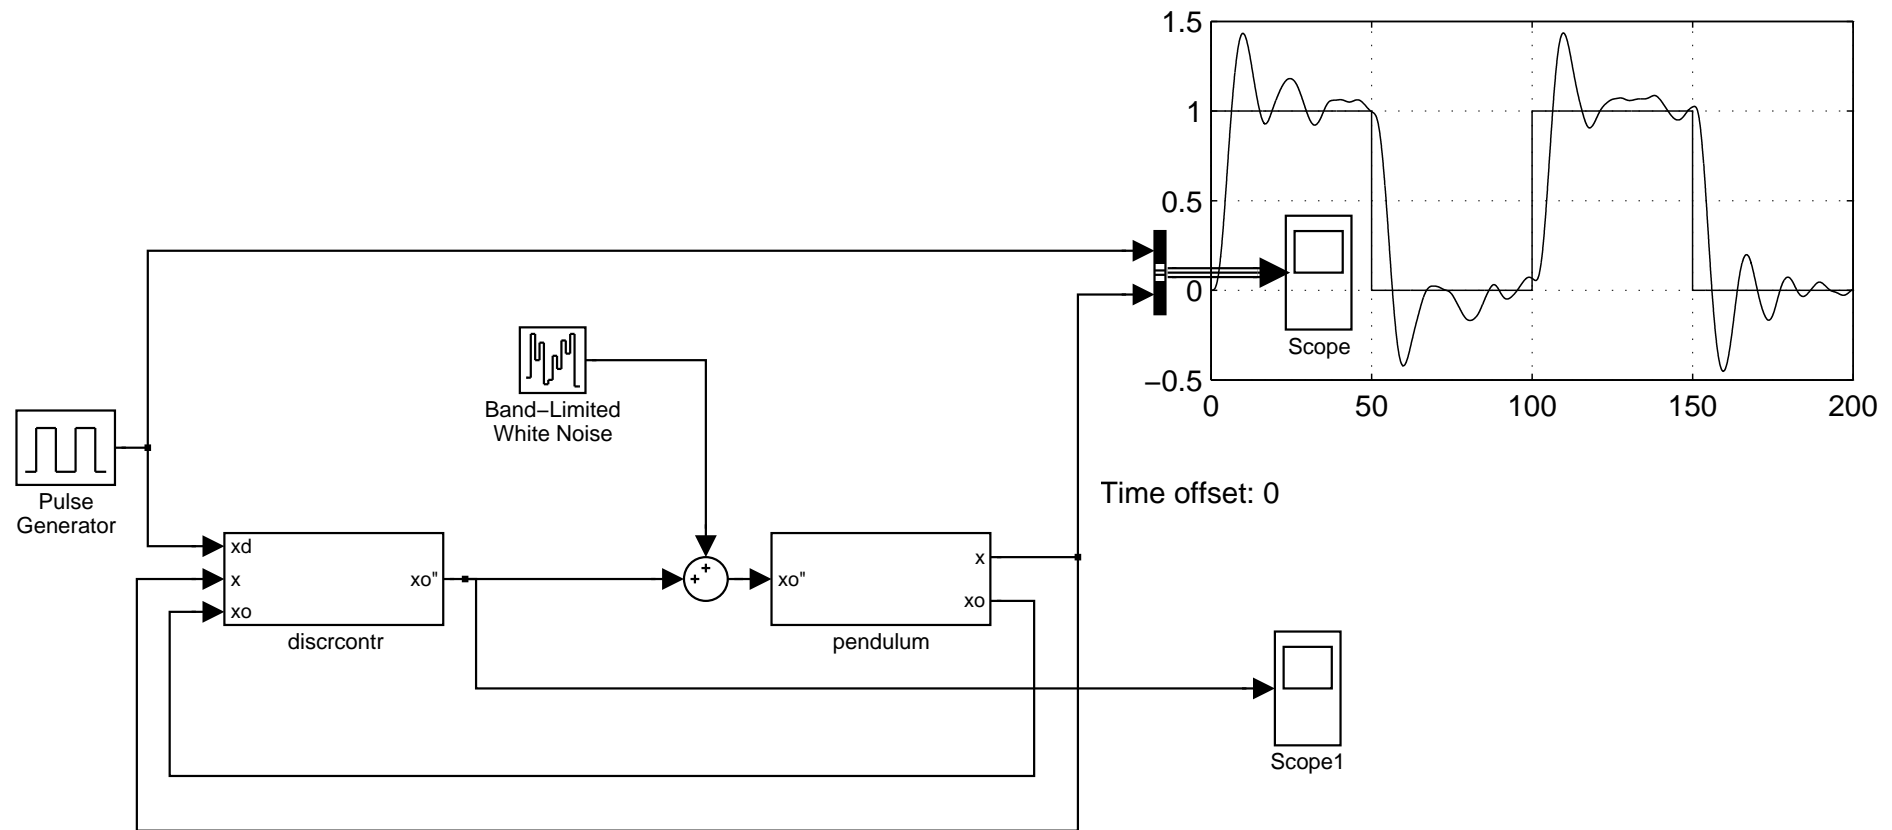 1.5
1
0.5
0
−0.5
0
50
100
150
200
Time offset: 0
Scope
Band−Limited
White Noise
Pulse
Generator
xd
x
xo
xo"
discrcontr
+
+
xo"
x
xo
pendulum
Scope1